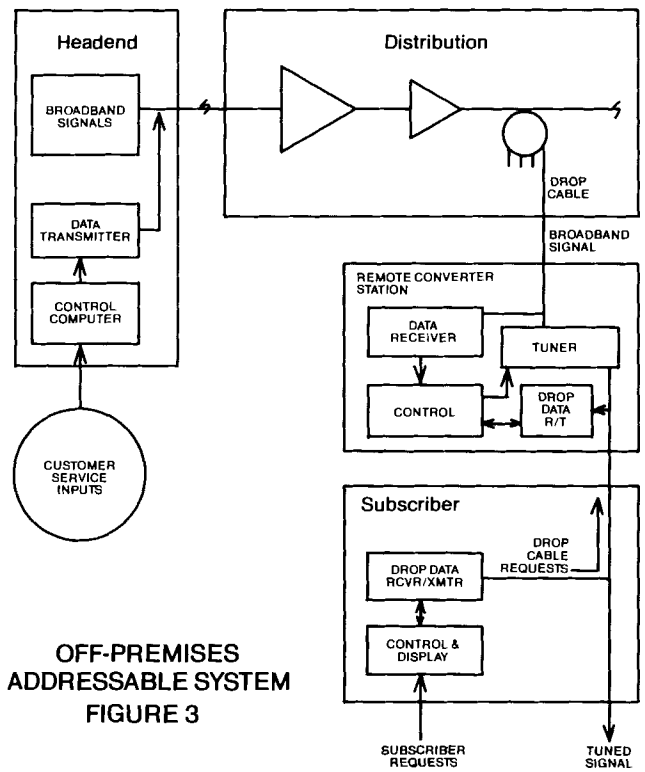 Headend
BROADBAND
SIGNALS
DATA
TRANSMITTER
CONTROL
COMPUTER
CUSTOMER
SERVICE
INPUTS
Distribution
DROP
CABLE
BROADBAND
SIGNAL
REMOTE CONVERTER
STATION
DATA
RECEIVER
TUNER
CONTROL
DROP
DATA
R/T
Subscriber
DROP
CABLE
REQUESTS
DROP DATA
RCVR/XMTR
CONTROL &
DISPLAY
SUBSCRIBER
REQUESTS
TUNED
SIGNAL
OFF-PREMISES
ADDRESSABLE SYSTEM
FIGURE 3